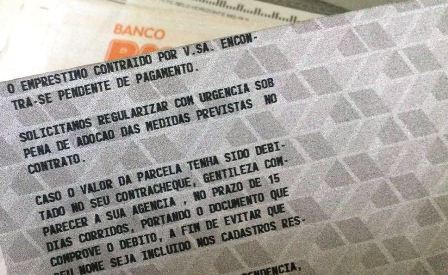 BANCO
O EMPRESTIMO CONTRAIDO POR V.SA. ENCON-
TRA-SE PENDENTE DE PAGAMENTO.
SOLICITAMOS REGULARIZAR COM URGENCIA SOB
PENA DE ADOCAO DAS MEDIDAS PREVISTAS NO
CONTRATO.
CASO O VALOR DA PARCELA TENHA SIDO DEBI-
TADO NO SEU CONTRACHEQUE, GENTILEZA COM-
PARECER A SUA AGENCIA , NO PRAZO DE 15
DIAS CORRIDOS, PORTANDO O DOCUMENTO QUE
COMPROVE O DEBITO, A FIM DE EVITAR QUE
SEU NOME SEJA INCLUIDO NOS CADASTROS RES-